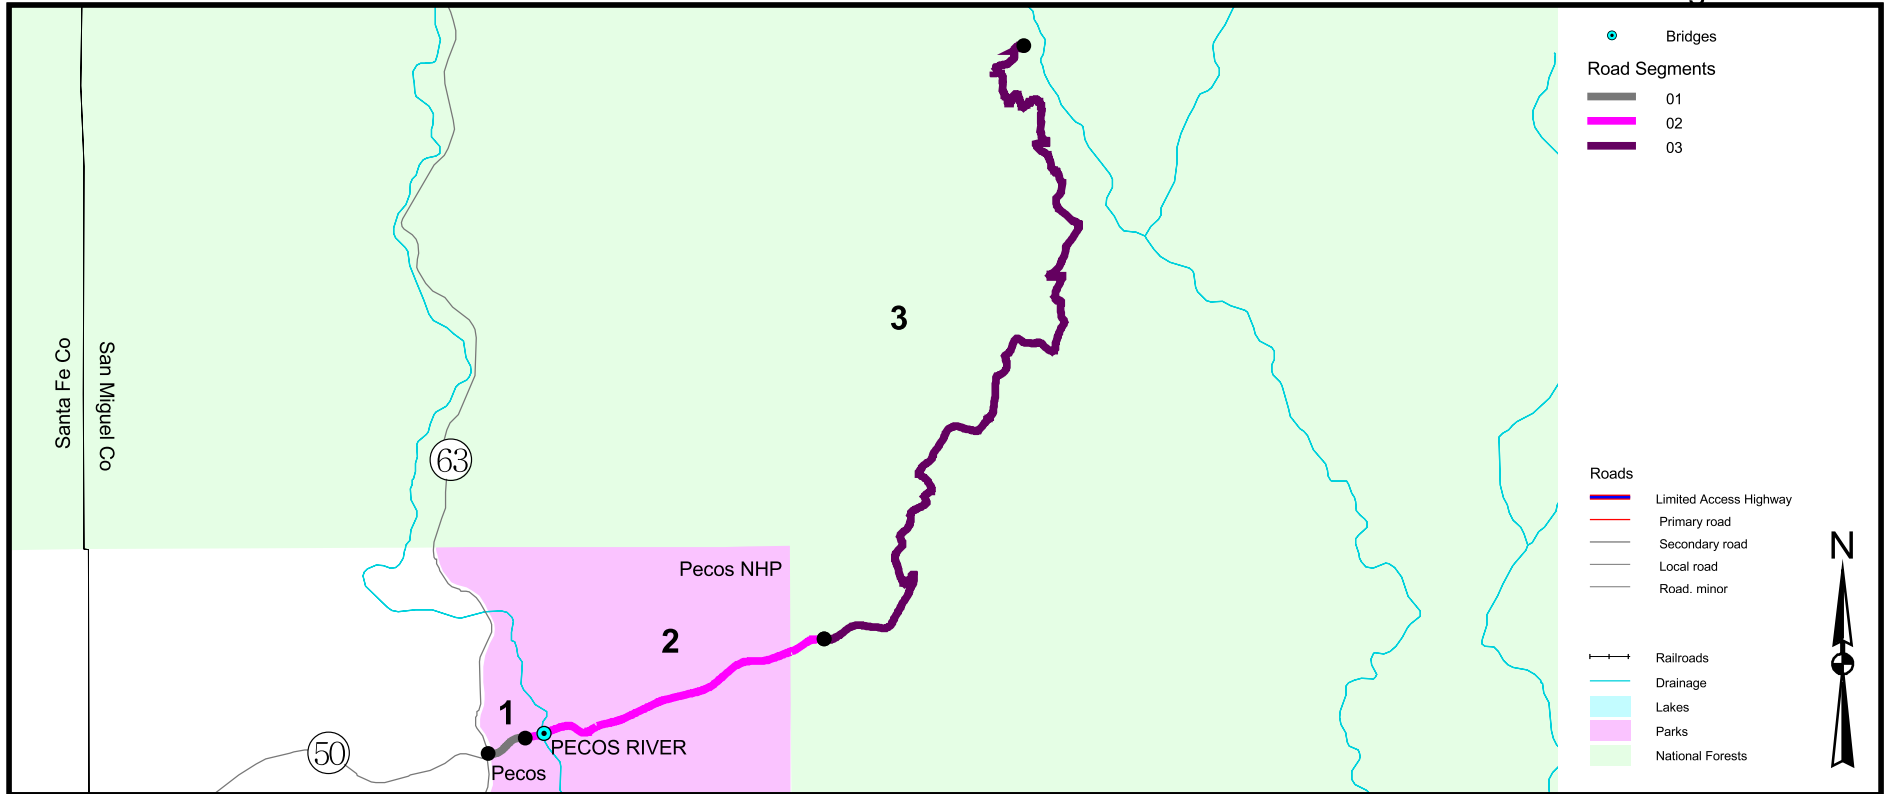 Bridges
Road Segments
01
02
03
3
Santa Fe Co
San Miguel Co
63
Roads
Limited Access Highway
Primary road
Secondary road
Local road
Road. minor
N
Pecos NHP
2
Railroads
Drainage
Lakes
Parks
National Forests
1
PECOS RIVER
50
Pecos